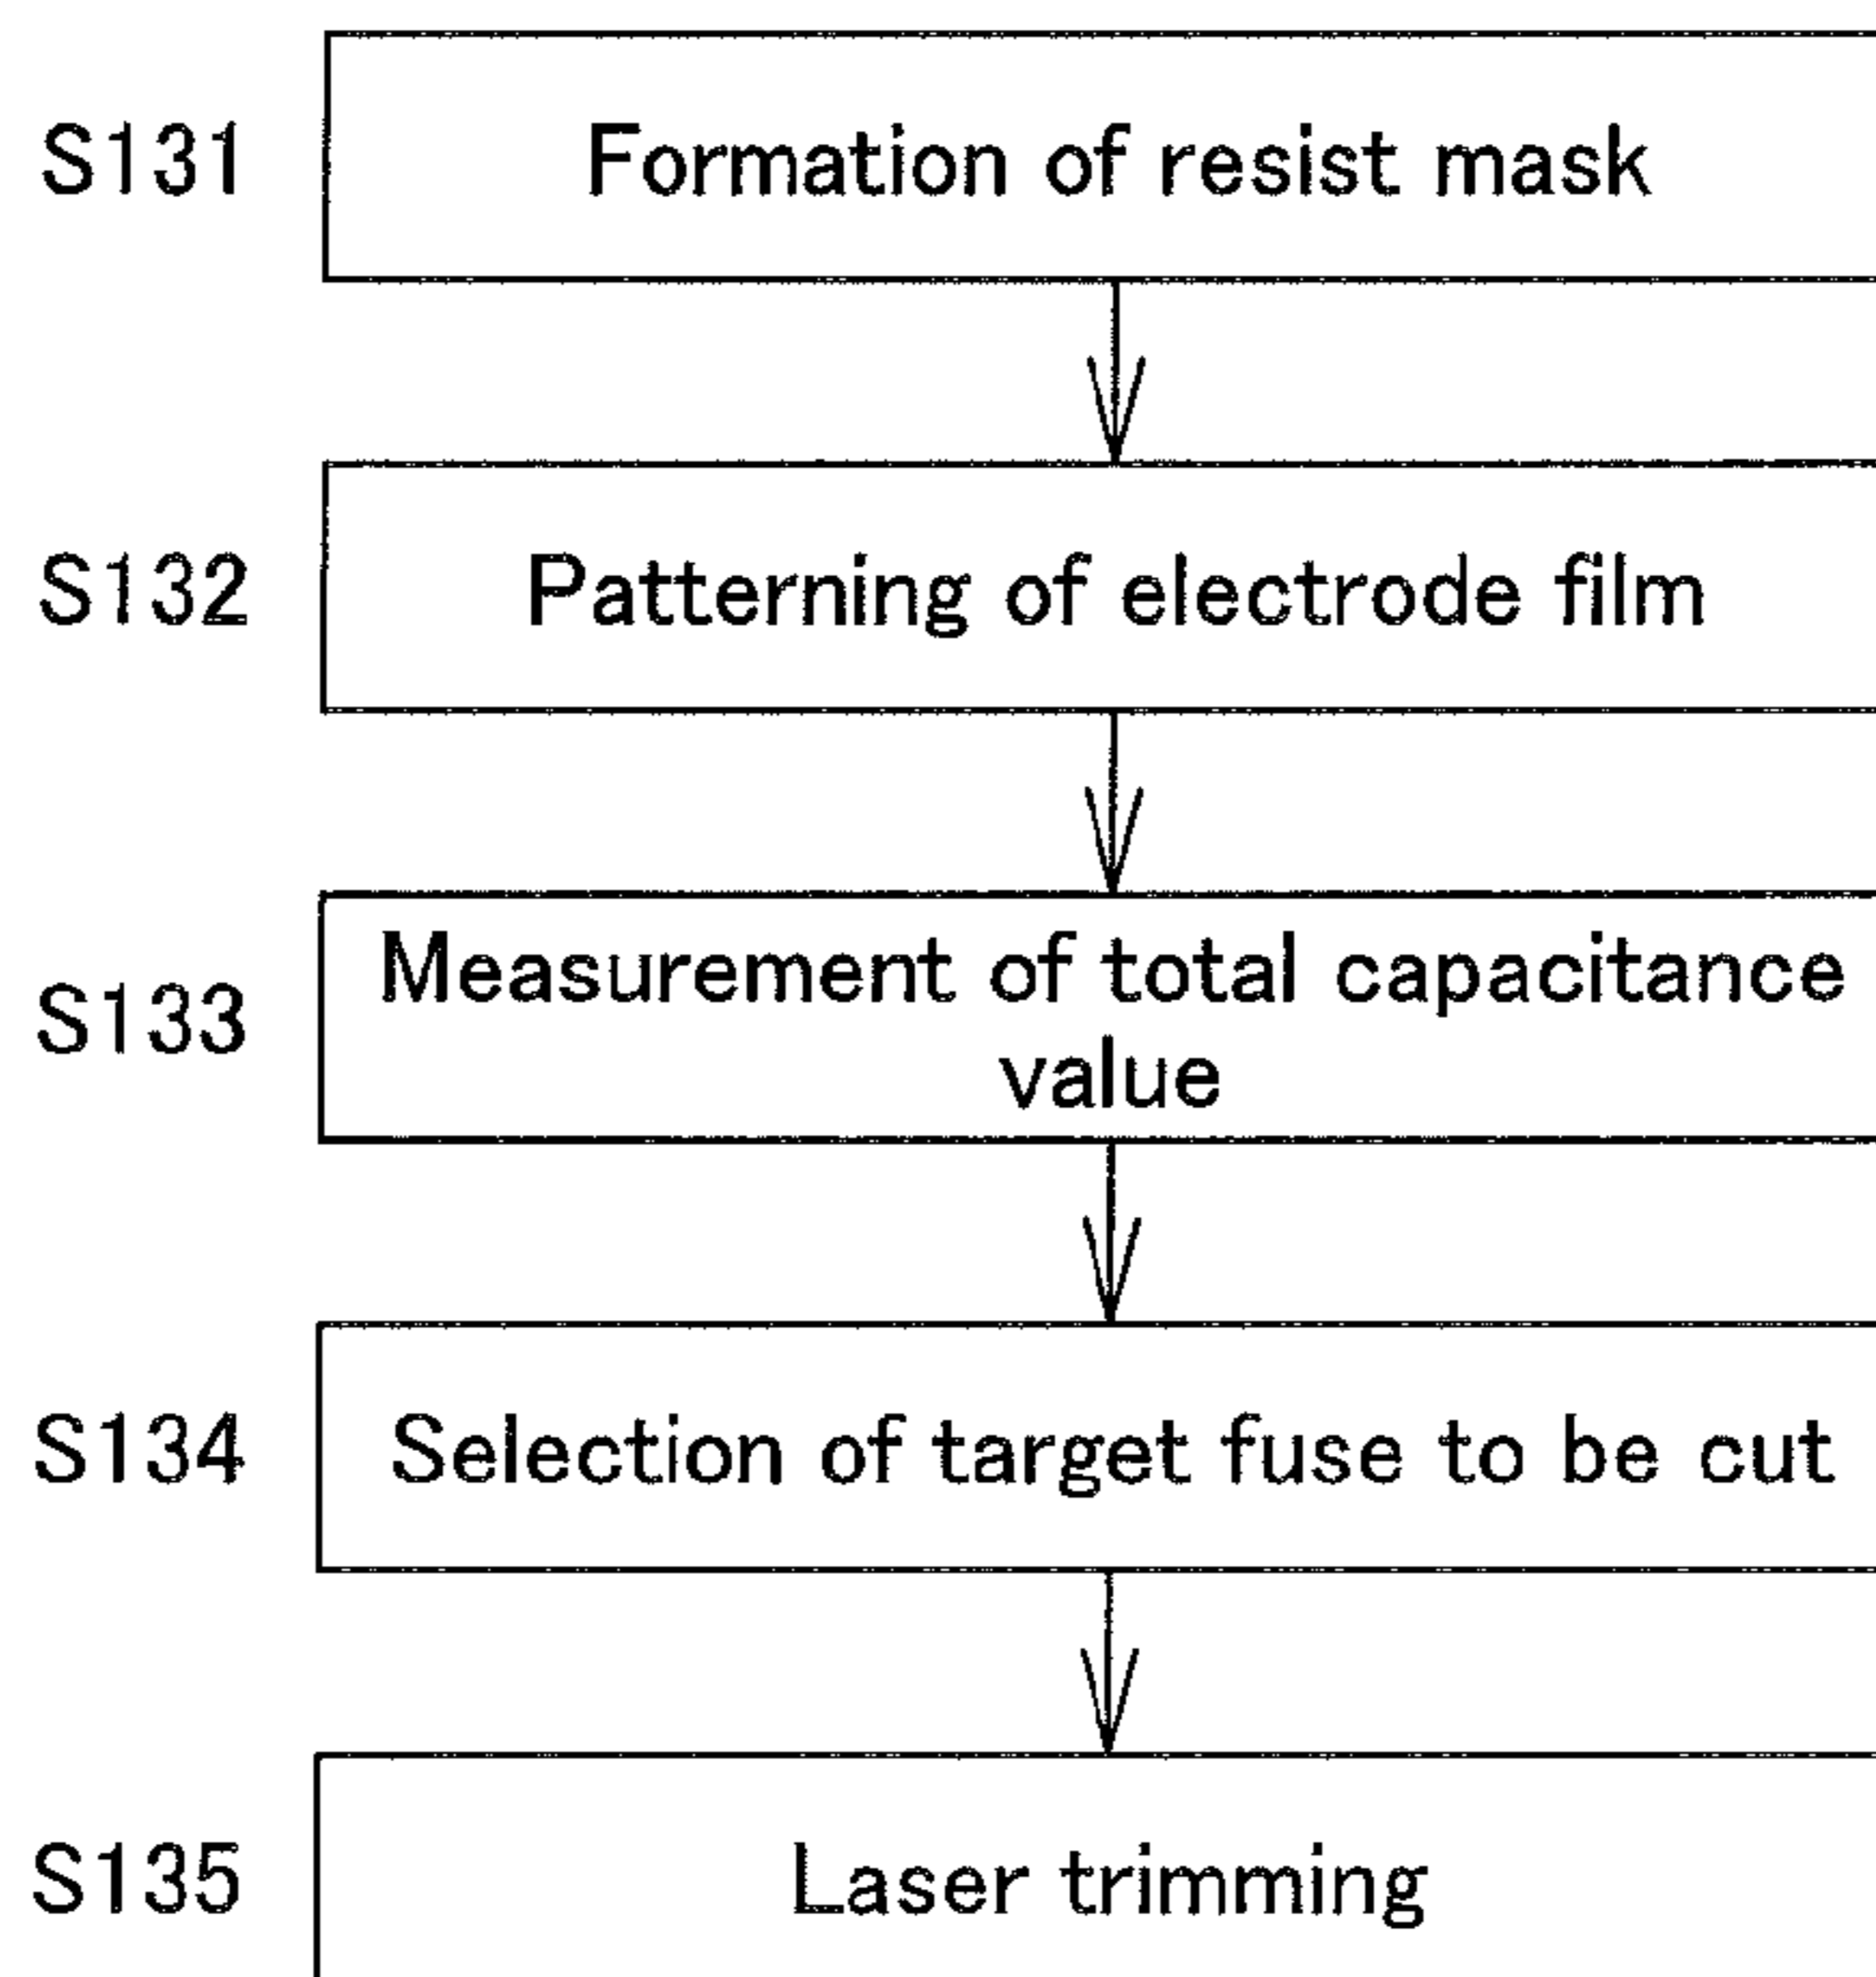 S131 Formation of resist mask
S132 Patterning of electrode film
Measurement of total capacitance
S133
value
S134 Selection of target fuse to be cut
S135 Laser trimming